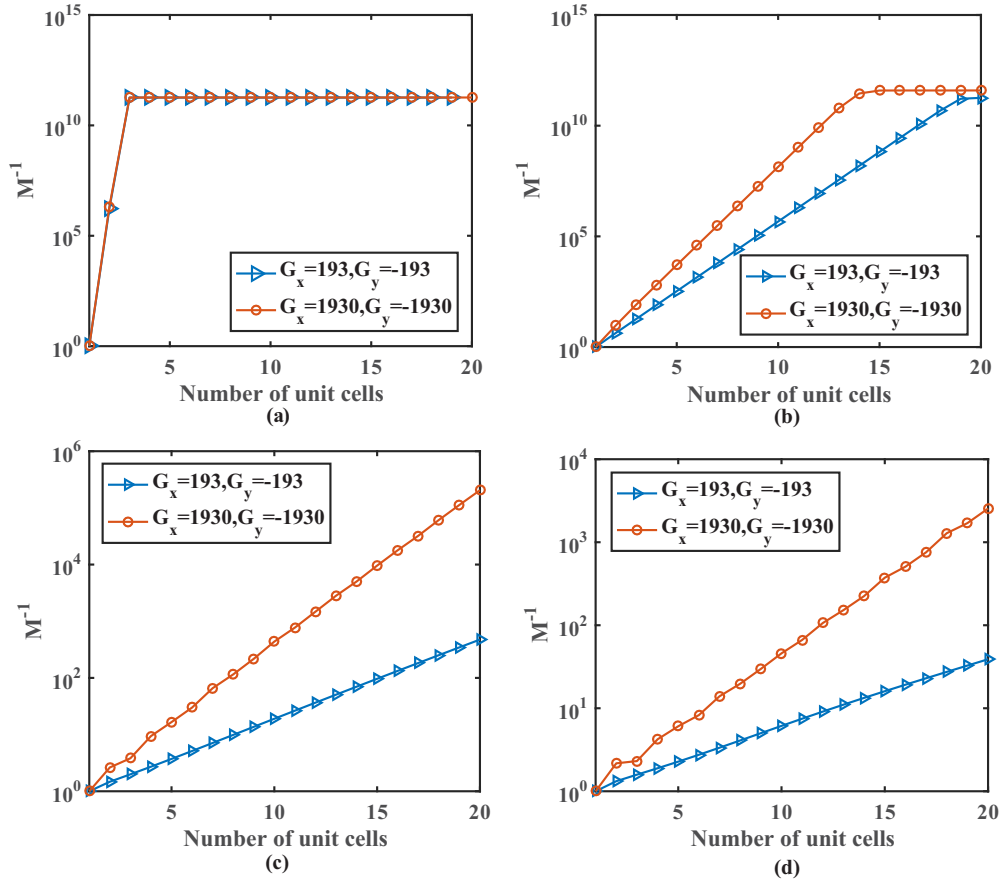 10^15
10^10
10^5
10^0
M^-1
G_x=193,G_y=-193
G_x=1930,G_y=-1930
5 10 15 20
Number of unit cells
(a)
10^15
10^10
10^5
10^0
M^-1
G_x=193,G_y=-193
G_x=1930,G_y=-1930
5 10 15 20
Number of unit cells
(b)
10^6
10^4
10^2
10^0
M^-1
G_x=193,G_y=-193
G_x=1930,G_y=-1930
5 10 15 20
Number of unit cells
(c)
10^4
10^3
10^2
10^1
10^0
M^-1
G_x=193,G_y=-193
G_x=1930,G_y=-1930
5 10 15 20
Number of unit cells
(d)